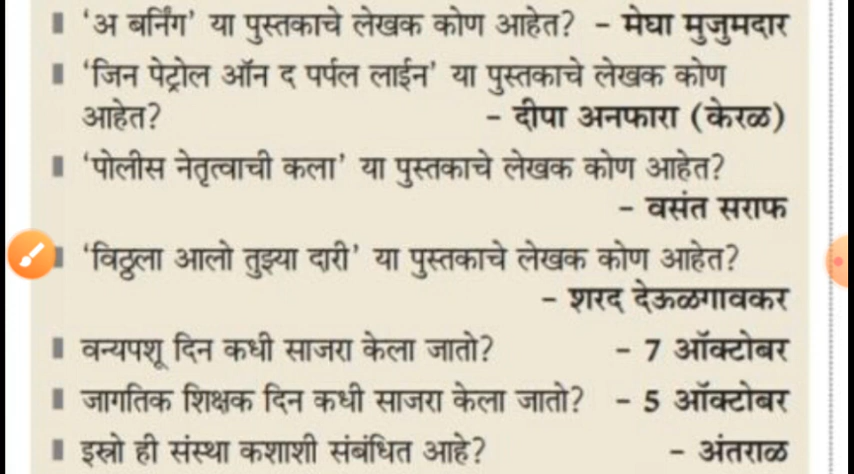 'अ बर्निंग' या पुस्तकाचे लेखक कोण आहेत? - मेघा मुजुमदार
'जिन पेट्रोल ऑन द पर्पल लाईन' या पुस्तकाचे लेखक कोण
आहेत? - दीपा अनफारा (केरळ)
'पोलीस नेतृत्वाची कला' या पुस्तकाचे लेखक कोण आहेत?
- वसंत सराफ
'विठ्ठला आलो तुझ्या दारी' या पुस्तकाचे लेखक कोण आहेत?
- शरद देऊळगावकर
वन्यपशू दिन कधी साजरा केला जातो? - 7 ऑक्टोबर
जागतिक शिक्षक दिन कधी साजरा केला जातो? - 5 ऑक्टोबर
इस्रो ही संस्था कशाशी संबंधित आहे? - अंतराळ